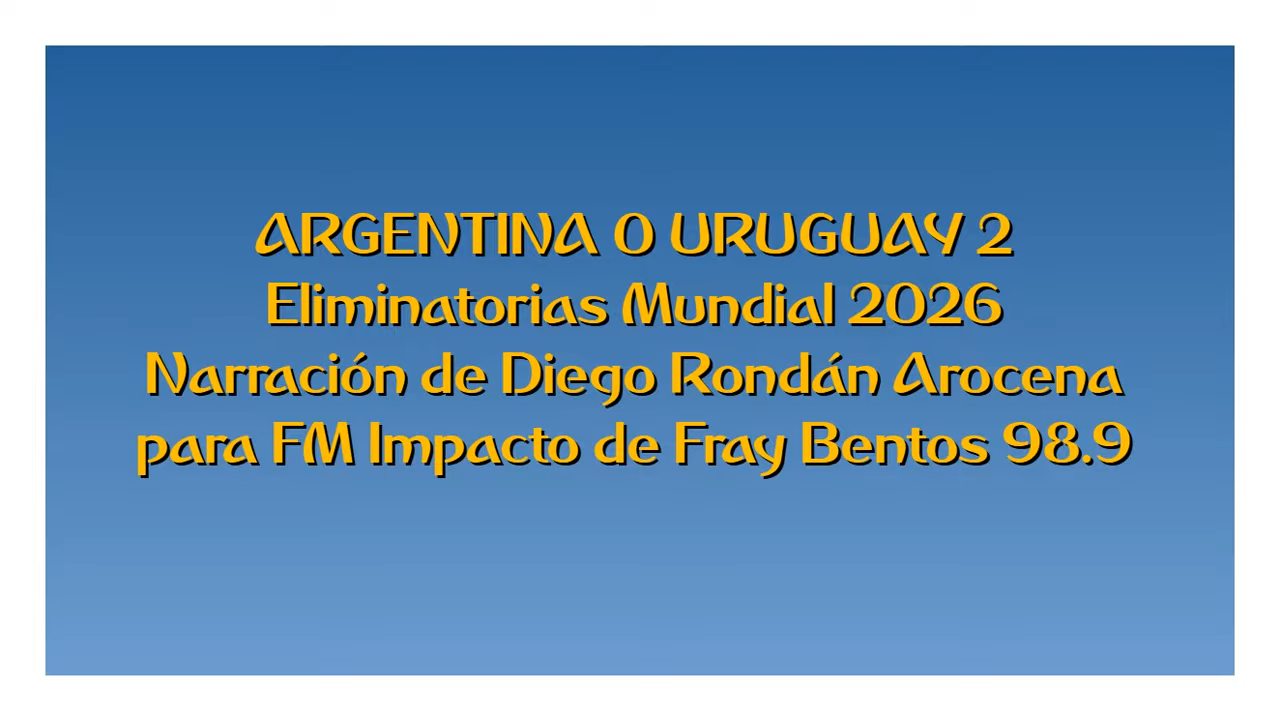 ARGENTINA 0 URUGUAY 2
Eliminatorias Mundial 2026
Narración de Diego Rondán Arocena
para FM Impacto de Fray Bentos 98.9